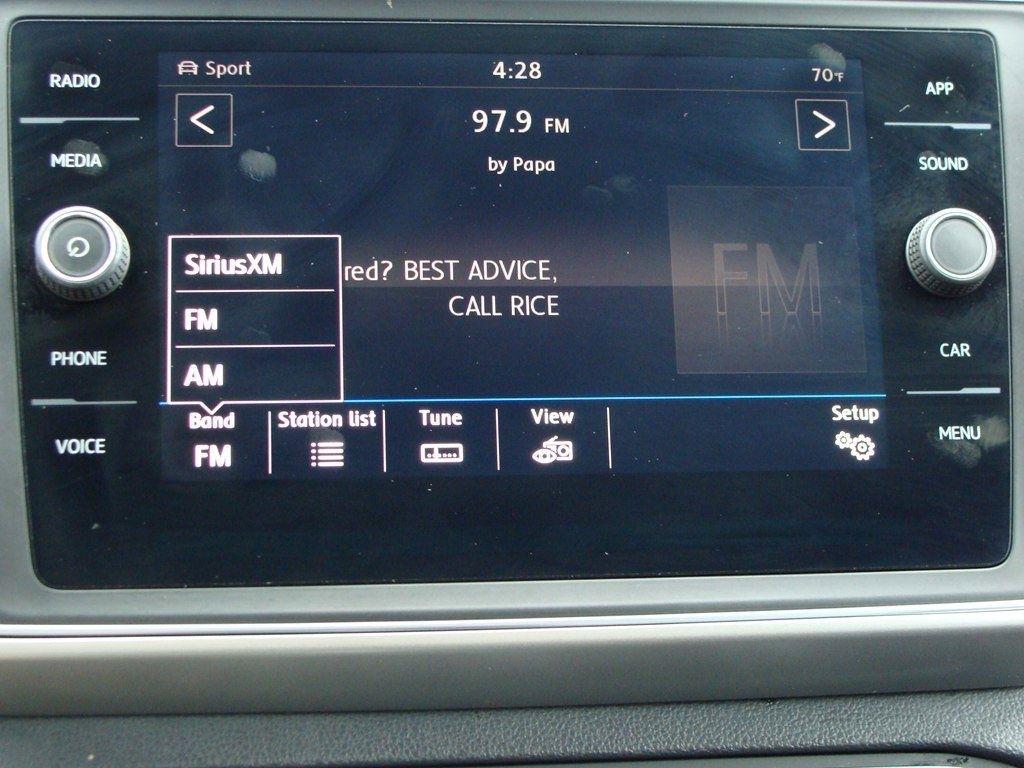 RADIO
MEDIA
PHONE
VOICE
Sport 4:28 70°F
97.9 FM
by Papa
red? BEST ADVICE,
CALL RICE
FM
SiriusXM
FM
AM
Band
FM
Station list
Tune
View
Setup
APP
SOUND
CAR
MENU